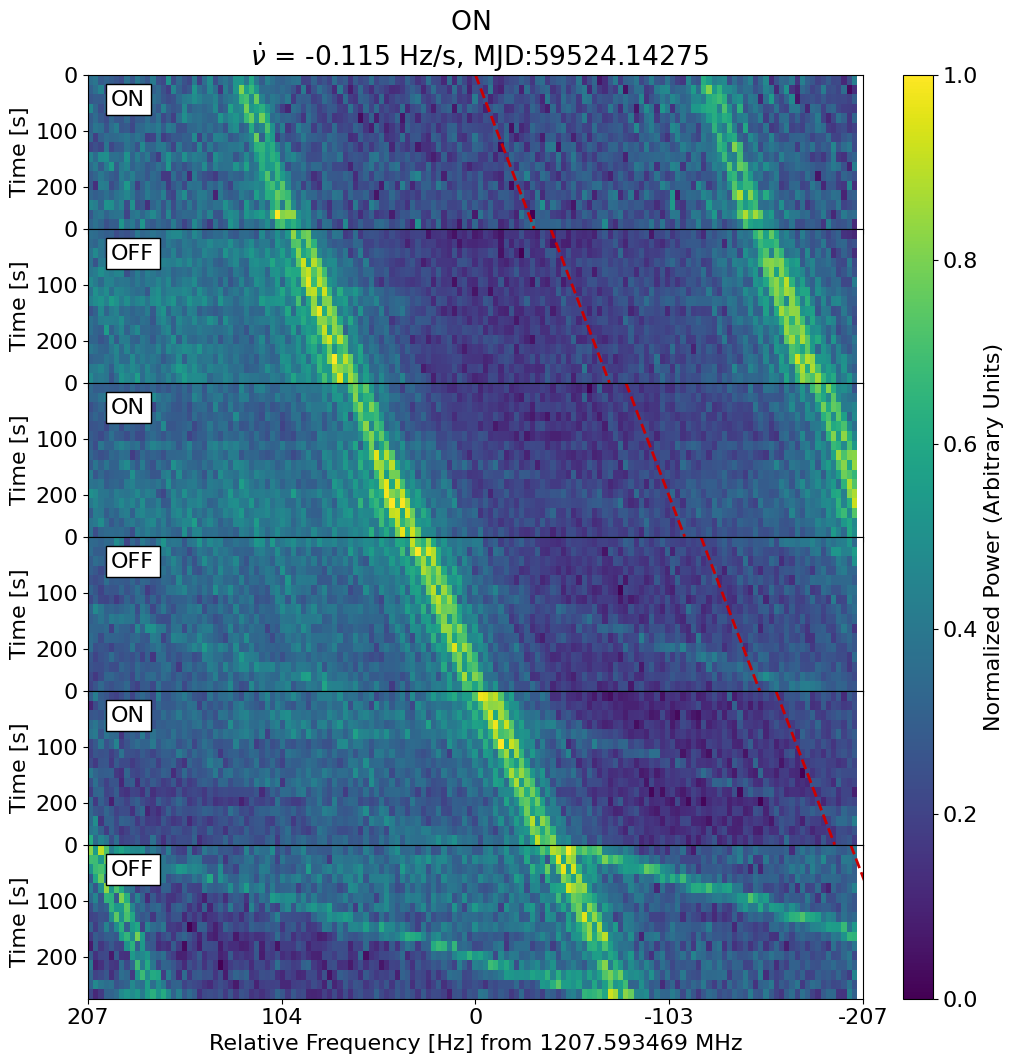 ON
ν̇ = -0.115 Hz/s, MJD:59524.14275
0
ON
100
Time [s]
200
0
OFF
100
Time [s]
200
0
ON
100
Time [s]
200
0
OFF
100
Time [s]
200
0
ON
100
Time [s]
200
0
OFF
100
Time [s]
200
207 104 0 -103 -207
Relative Frequency [Hz] from 1207.593469 MHz
1.0
0.8
0.6
0.4
0.2
0.0
Normalized Power (Arbitrary Units)